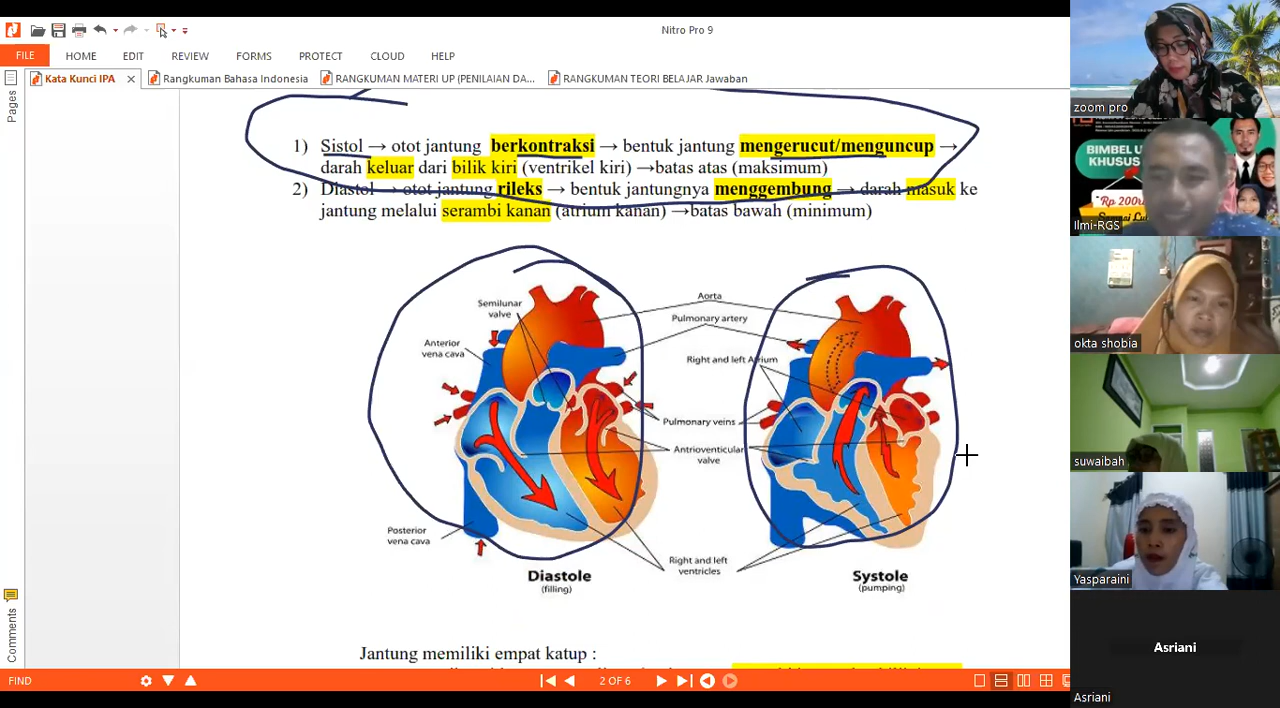 Nitro Pro 9
FILE HOME EDIT REVIEW FORMS PROTECT CLOUD HELP
Kata Kunci IPA
Rangkuman Bahasa Indonesia
RANGKUMAN MATERI UP (PENILAIAN DA...
RANGKUMAN TEORI BELAJAR Jawaban
Pages
1) Sistol → otot jantung berkontraksi → bentuk jantung mengerucut/menguncup →
darah keluar dari bilik kiri (ventrikel kiri) →batas atas (maksimum)
2) Diastol → otot jantung rileks → bentuk jantungnya menggembung → darah masuk ke
jantung melalui serambi kanan (atrium kanan) →batas bawah (minimum)
Semilunar
valve
Anterior
vena cava
Posterior
vena cava
Aorta
Pulmonary artery
Right and left Atrium
Pulmonary veins
Antrioventicular
valve
Right and left
ventricles
Diastole
(filling)
Systole
(pumping)
Jantung memiliki empat katup :
Comments
FIND
2 OF 6
zoom pro
BIMBEL U
KHUSUS
Rp 200r
Ilmi-RGS
okta shobia
suwaibah
Yasparaini
Asriani
Asriani